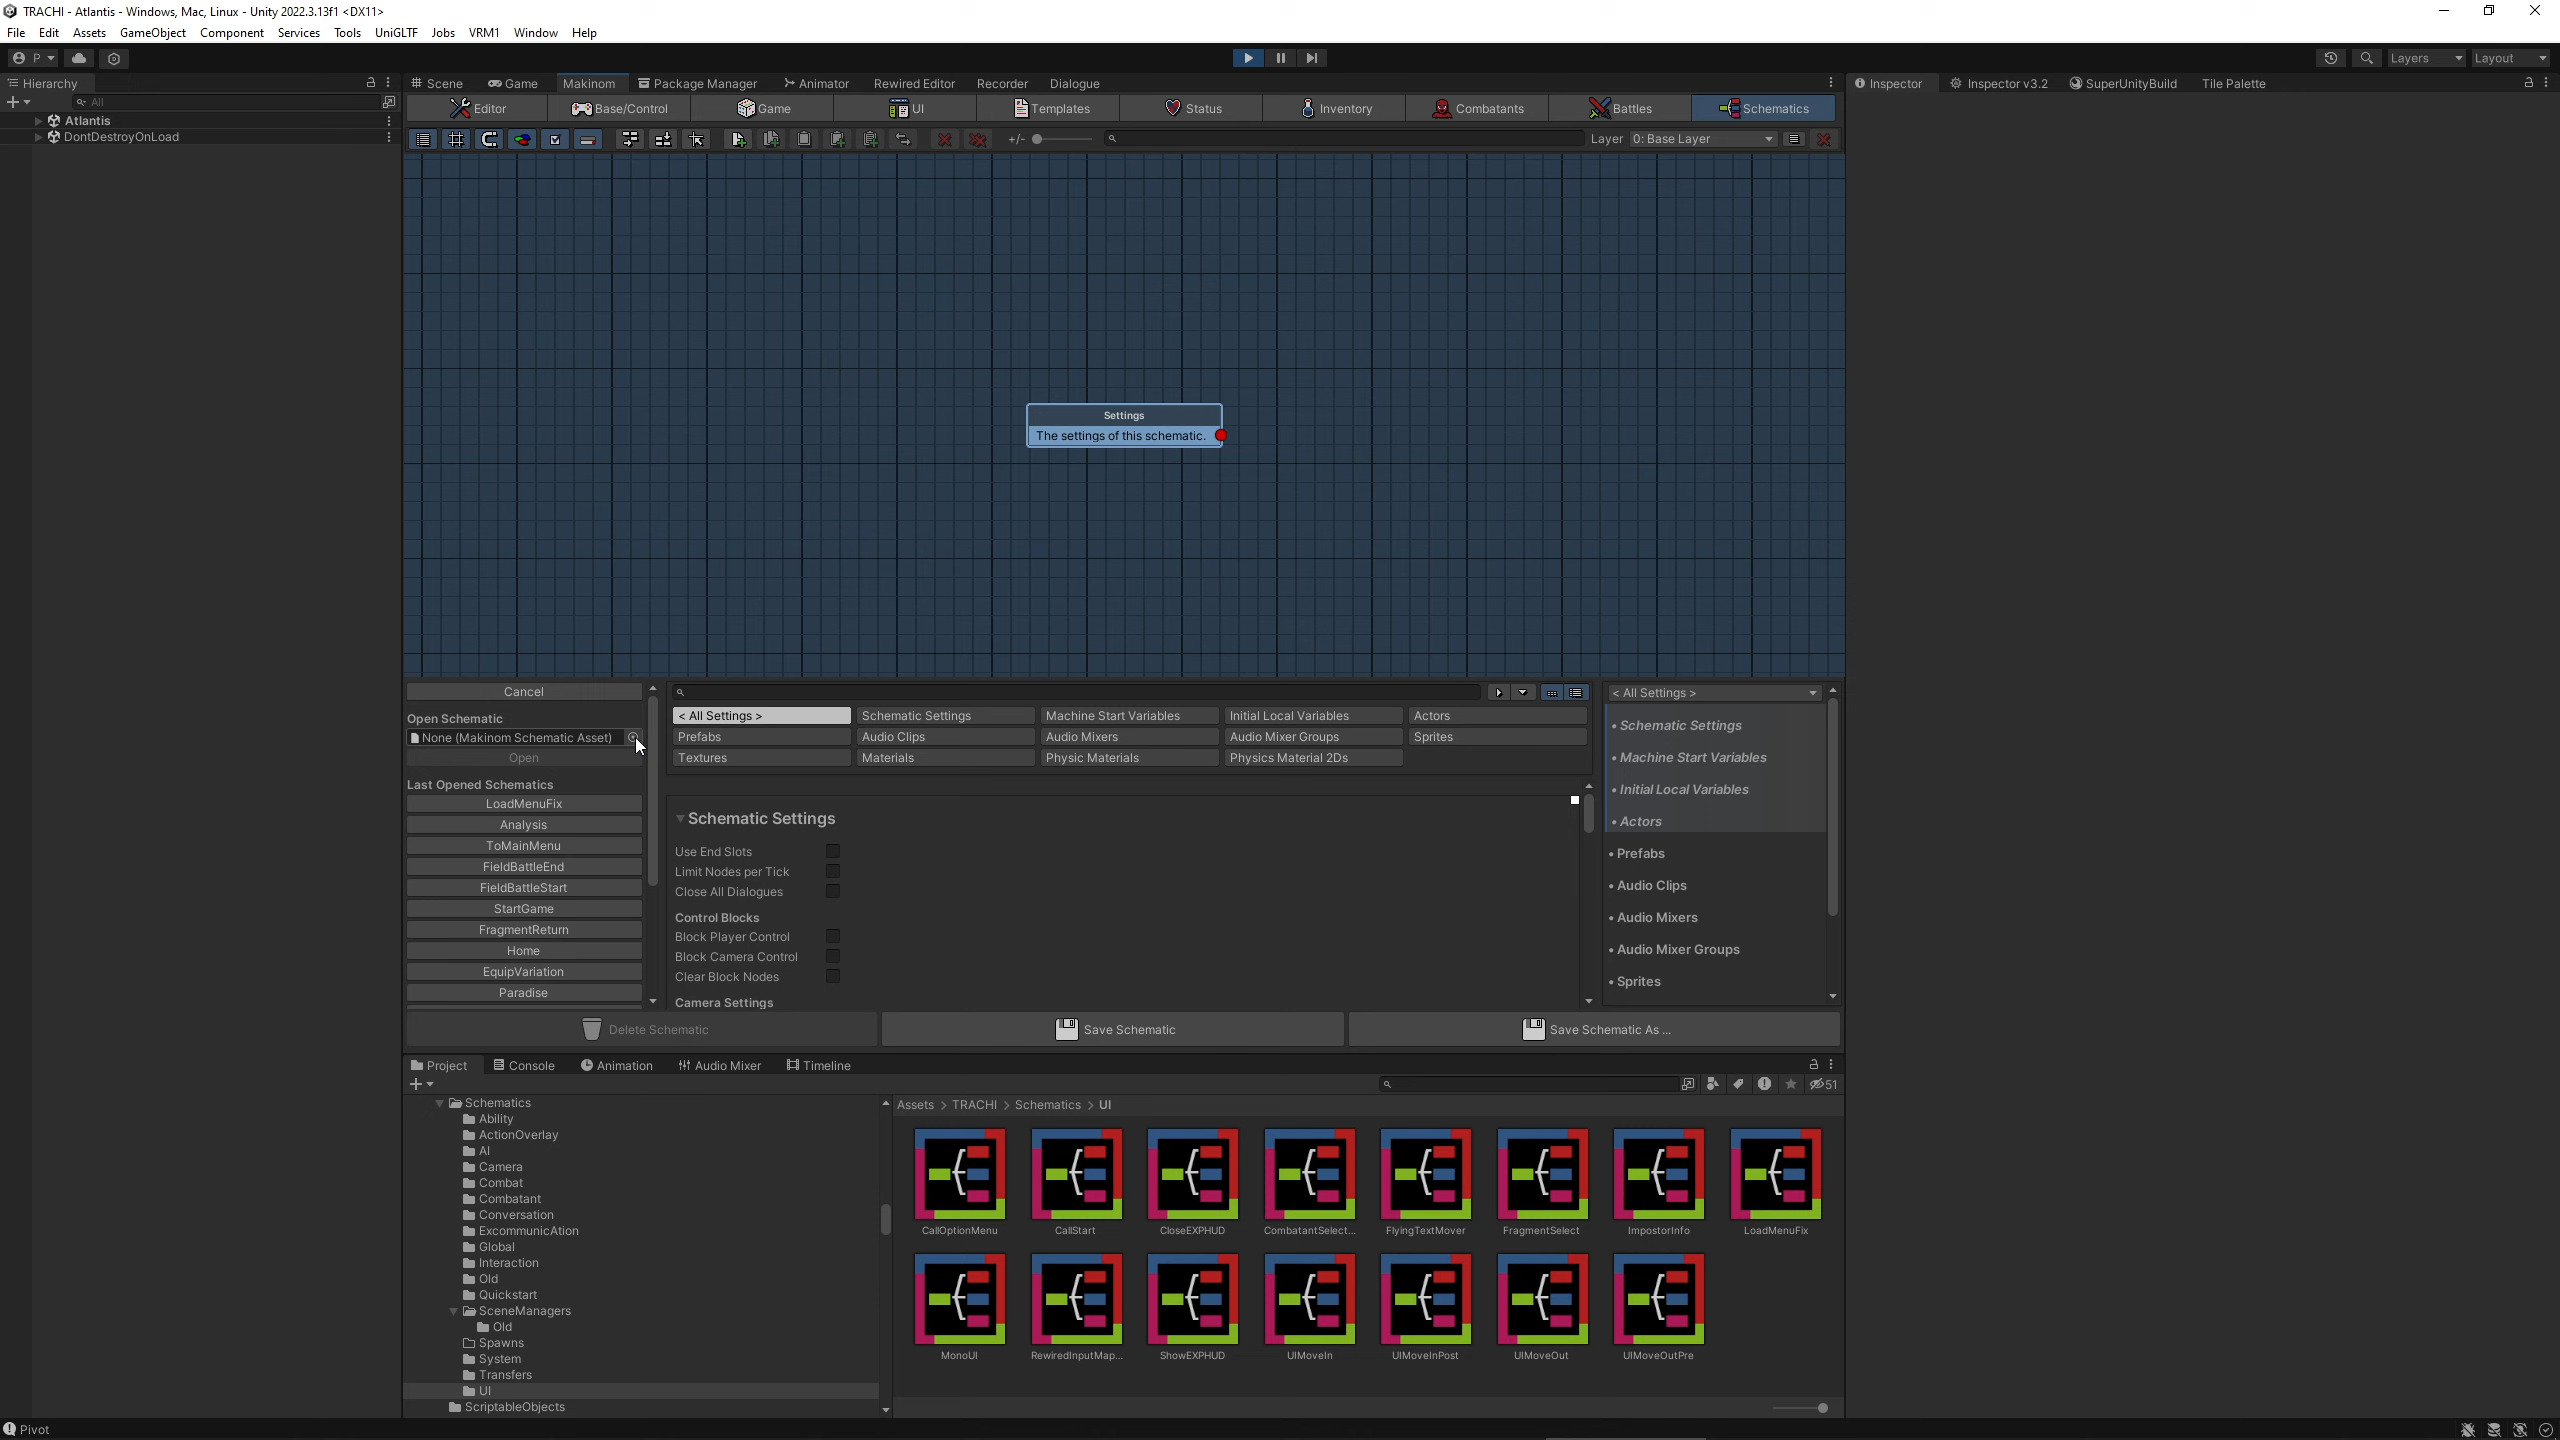 TRACHI - Atlantis - Windows, Mac, Linux - Unity 2022.3.13f1 <DX11>
File Edit Assets GameObject Component Services Tools UniGLTF Jobs VRM1 Window Help
P Layers Layout
Hierarchy Scene Game Makinom Package Manager Animator Rewired Editor Recorder Dialogue Inspector Inspector v3.2 SuperUnityBuild Tile Palette
All Editor Base/Control Game UI Templates Status Inventory Combatants Battles Schematics
Atlantis
DontDestroyOnLoad +/- Layer 0: Base Layer
Settings
The settings of this schematic.
Cancel
Open Schematic
None (Makinom Schematic Asset)
Open
Last Opened Schematics
LoadMenuFix
Analysis
ToMainMenu
FieldBattleEnd
FieldBattleStart
StartGame
FragmentReturn
Home
EquipVariation
Paradise
< All Settings > Schematic Settings Machine Start Variables Initial Local Variables Actors
Prefabs Audio Clips Audio Mixers Audio Mixer Groups Sprites
Textures Materials Physic Materials Physics Material 2Ds
Schematic Settings
Use End Slots
Limit Nodes per Tick
Close All Dialogues
Control Blocks
Block Player Control
Block Camera Control
Clear Block Nodes
Camera Settings
< All Settings >
• Schematic Settings
• Machine Start Variables
• Initial Local Variables
• Actors
• Prefabs
• Audio Clips
• Audio Mixers
• Audio Mixer Groups
• Sprites
Delete Schematic Save Schematic Save Schematic As ...
Project Console Animation Audio Mixer Timeline
51
Schematics
Ability
ActionOverlay
AI
Camera
Combat
Combatant
Conversation
ExcommunicAtion
Global
Interaction
Old
Quickstart
SceneManagers
Old
Spawns
System
Transfers
UI
ScriptableObjects
Assets > TRACHI > Schematics > UI
CallOptionMenu CallStart CloseEXPHUD CombatantSelect... FlyingTextMover FragmentSelect ImpostorInfo LoadMenuFix
MonoUI RewiredInputMap... ShowEXPHUD UIMoveIn UIMoveInPost UIMoveOut UIMoveOutPre
Pivot